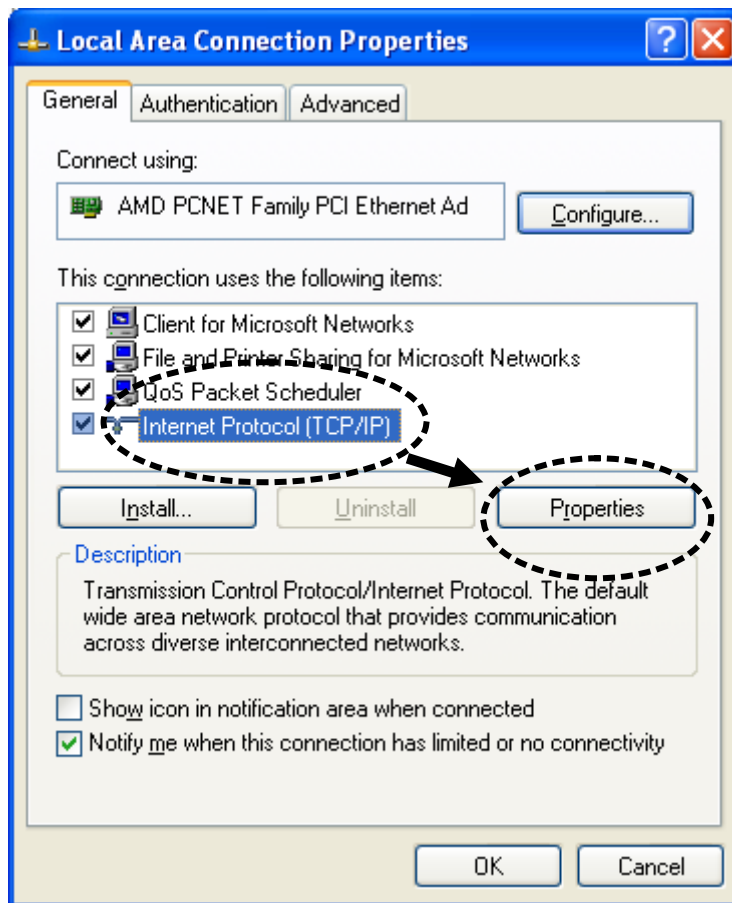 Local Area Connection Properties
General Authentication Advanced
Connect using:
AMD PCNET Family PCI Ethernet Ad
Configure...
This connection uses the following items:
Client for Microsoft Networks
File and Printer Sharing for Microsoft Networks
QoS Packet Scheduler
Internet Protocol (TCP/IP)
Install... Uninstall Properties
Description
Transmission Control Protocol/Internet Protocol. The default
wide area network protocol that provides communication
across diverse interconnected networks.
Show icon in notification area when connected
Notify me when this connection has limited or no connectivity
OK Cancel